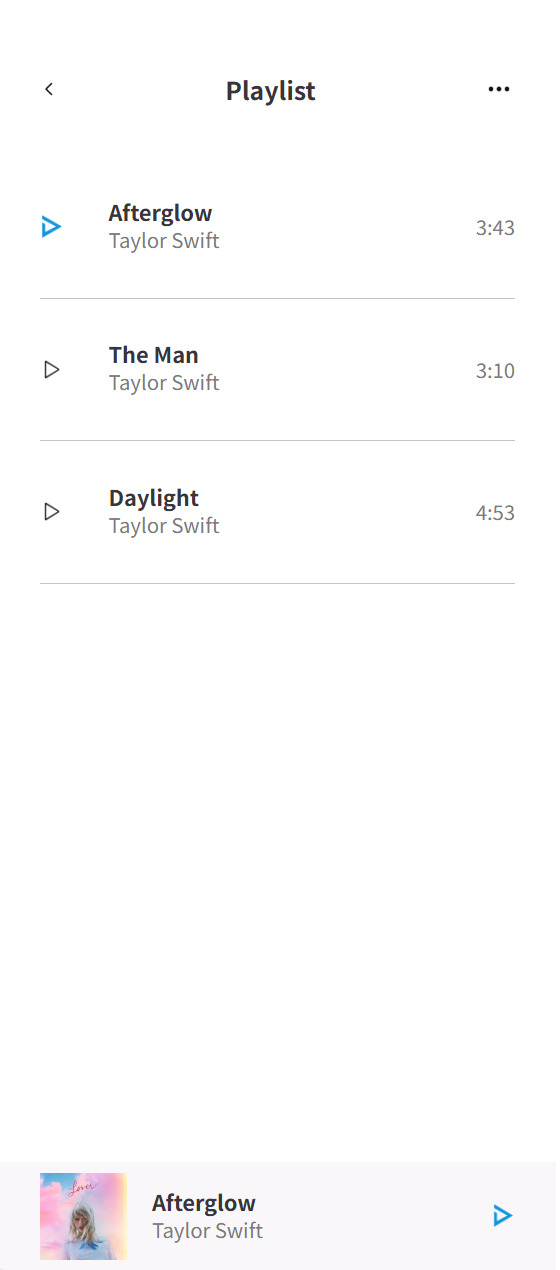 Playlist
Afterglow
Taylor Swift
3:43
The Man
Taylor Swift
3:10
Daylight
Taylor Swift
4:53
Lover
Afterglow
Taylor Swift